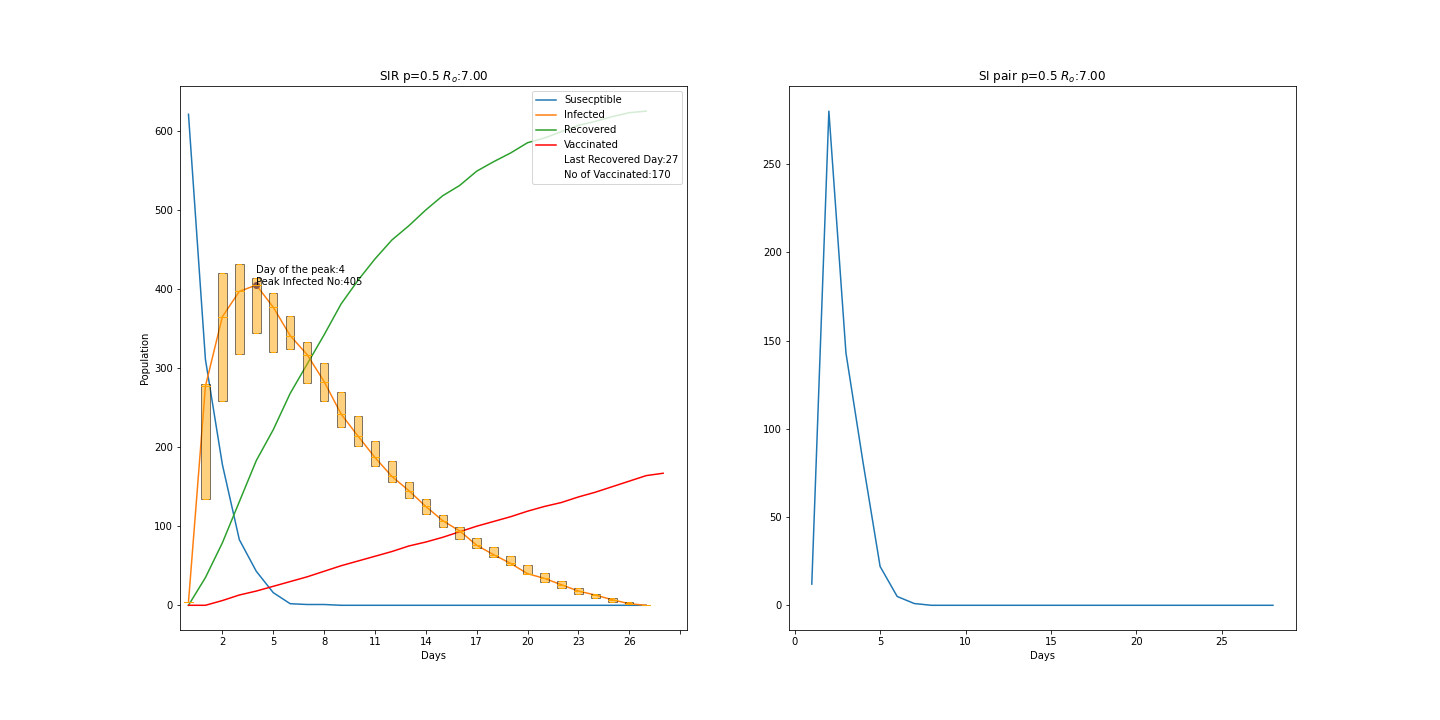 SIR p=0.5 Rₒ:7.00
Susecptible
Infected
Recovered
Vaccinated
Last Recovered Day:27
No of Vaccinated:170
Day of the peak:4
Peak Infected No:405
Population
600
500
400
300
200
100
0
2 5 8 11 14 17 20 23 26
Days
SI pair p=0.5 Rₒ:7.00
250
200
150
100
50
0
0 5 10 15 20 25
Days